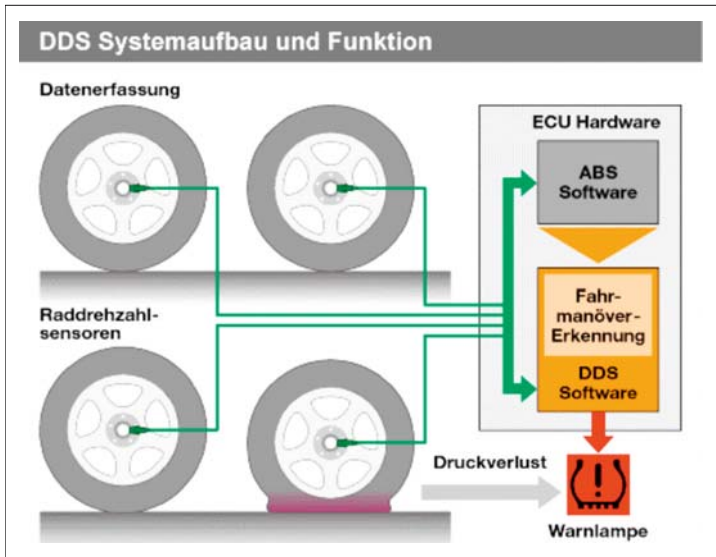 DDS Systemaufbau und Funktion
Datenerfassung
ECU Hardware
ABS
Software
Raddrehzahl-
sensoren
Fahr-
manöver-
Erkennung
DDS
Software
Druckverlust
Warnlampe